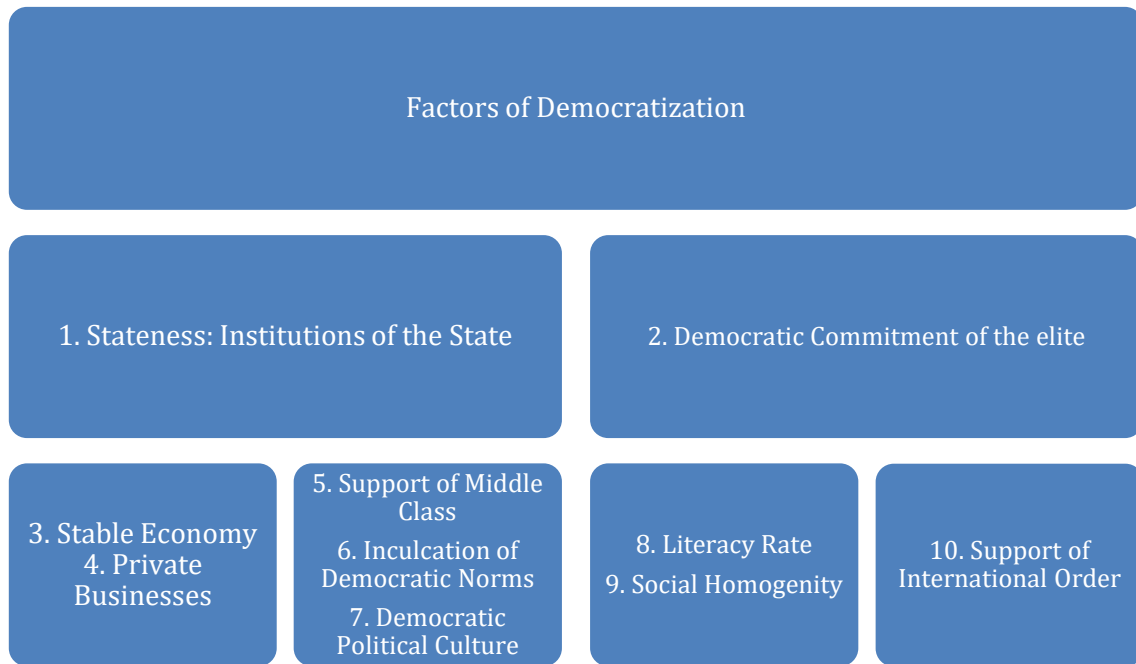 Factors of Democratization
1. Stateness: Institutions of the State
2. Democratic Commitment of the elite
3. Stable Economy
4. Private
Businesses
5. Support of Middle
Class
6. Inculcation of
Democratic Norms
7. Democratic
Political Culture
8. Literacy Rate
9. Social Homogenity
10. Support of
International Order